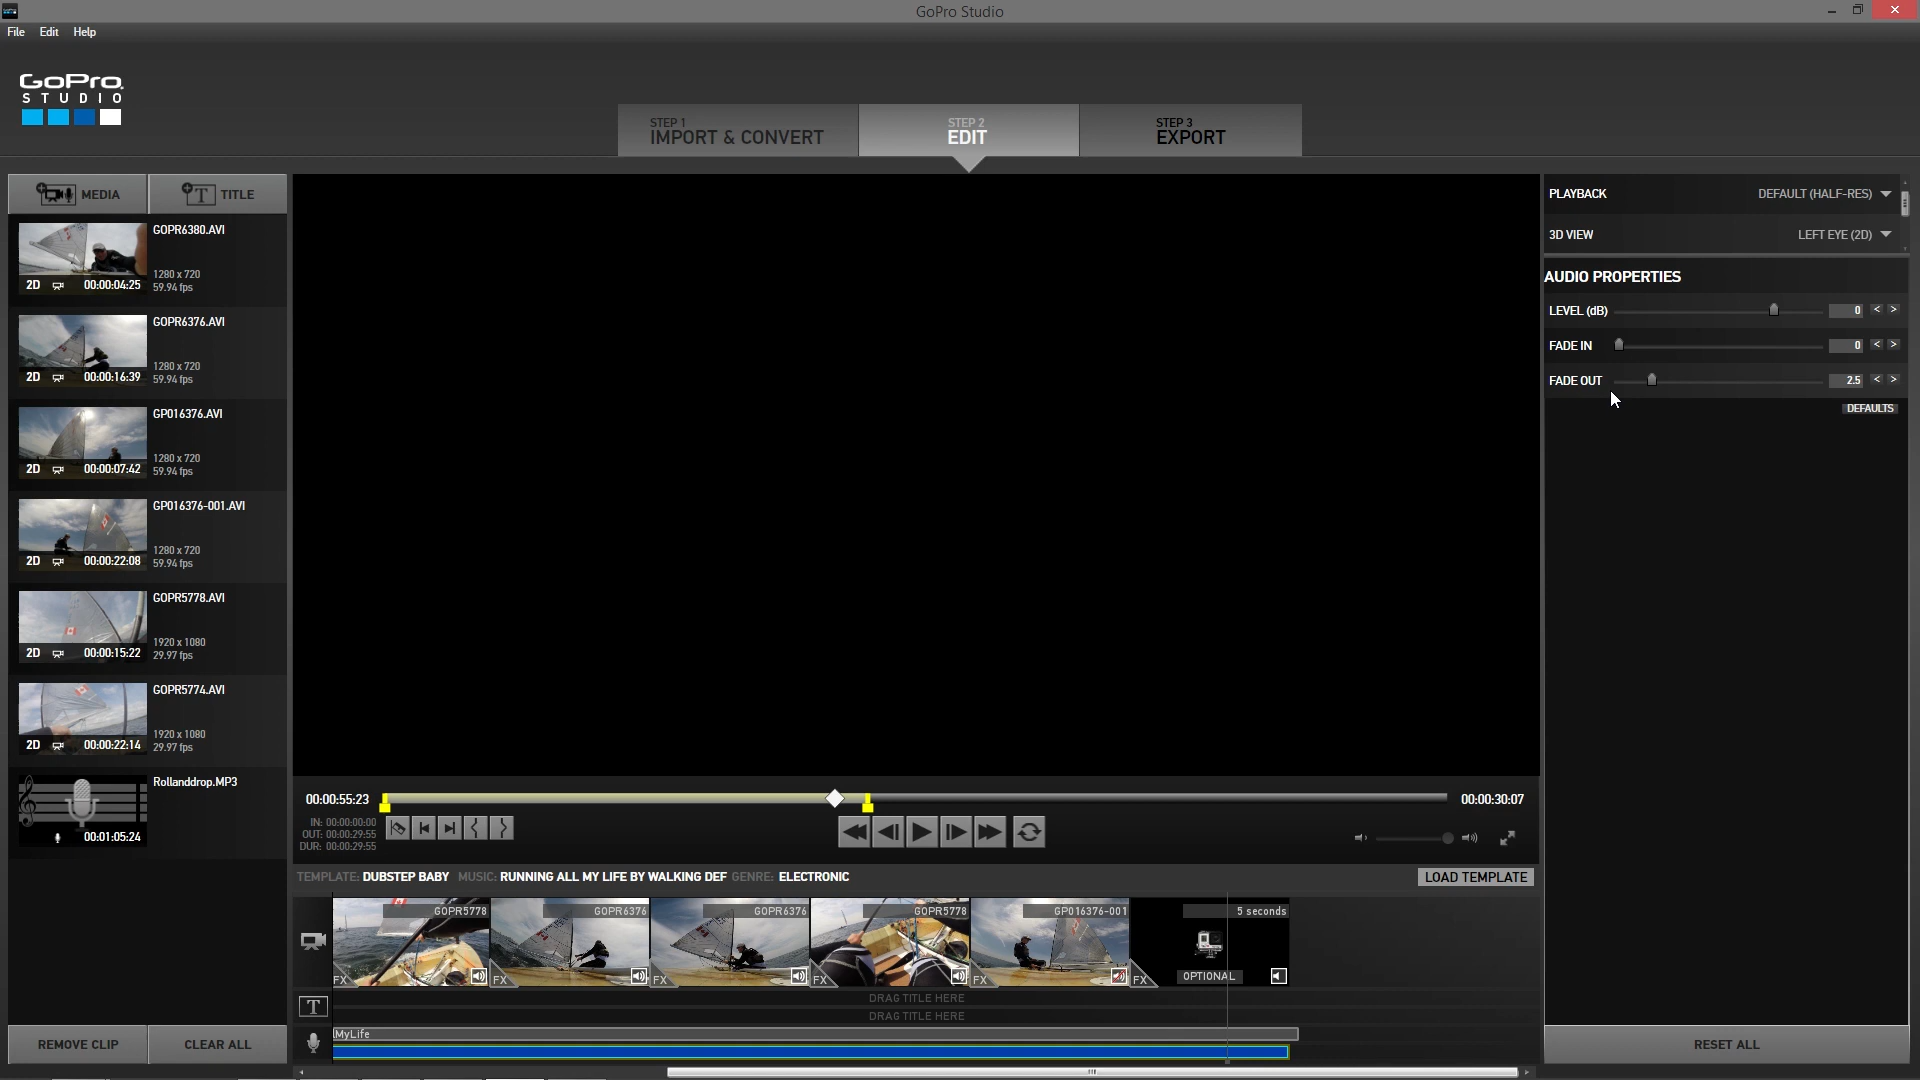 GoPro Studio
File Edit Help
GoPro
STUDIO
STEP 1
IMPORT & CONVERT
STEP 2
EDIT
STEP 3
EXPORT
MEDIA
TITLE
GOPR6380.AVI
1280 x 720
59.94 fps
2D 00:00:04:25
GOPR6376.AVI
1280 x 720
59.94 fps
2D 00:00:16:39
GP016376.AVI
1280 x 720
59.94 fps
2D 00:00:07:42
GP016376-001.AVI
1280 x 720
59.94 fps
2D 00:00:22:08
GOPR5778.AVI
1920 x 1080
29.97 fps
2D 00:00:15:22
GOPR5774.AVI
1920 x 1080
29.97 fps
2D 00:00:22:14
Rollanddrop.MP3
00:01:05:24
REMOVE CLIP
CLEAR ALL
00:00:55:23
00:00:30:07
IN: 00:00:00:00
OUT: 00:00:29:55
DUR: 00:00:29:55
TEMPLATE: DUBSTEP BABY MUSIC: RUNNING ALL MY LIFE BY WALKING DEF GENRE: ELECTRONIC
LOAD TEMPLATE
GOPR5778
GOPR6376
GOPR6376
GOPR5778
GP016376-001
5 seconds
FX
FX
FX
FX
FX
FX
OPTIONAL
T
DRAG TITLE HERE
DRAG TITLE HERE
MyLife
PLAYBACK DEFAULT (HALF-RES)
3D VIEW LEFT EYE (2D)
AUDIO PROPERTIES
LEVEL (dB) 0 < >
FADE IN 0 < >
FADE OUT 2.5 < >
DEFAULTS
RESET ALL